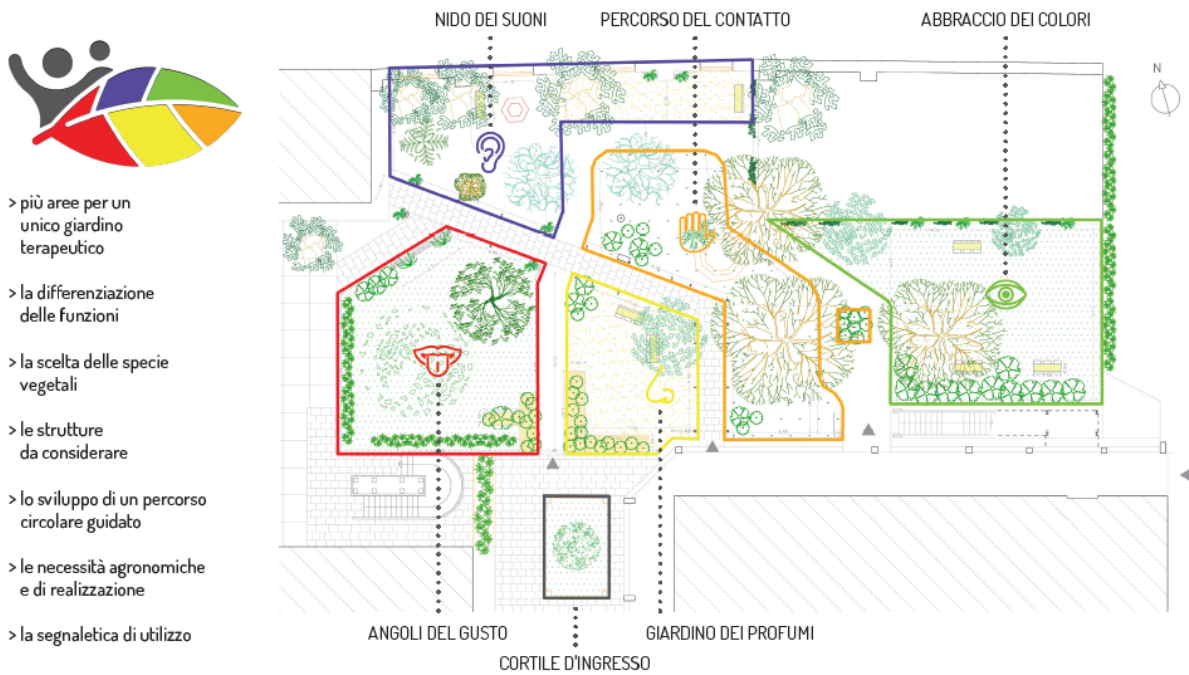 NIDO DEI SUONI
PERCORSO DEL CONTATTO
ABBRACCIO DEI COLORI
N
> più aree per un
unico giardino
terapeutico
> la differenziazione
delle funzioni
> la scelta delle specie
vegetali
> le strutture
da considerare
> lo sviluppo di un percorso
circolare guidato
> le necessità agronomiche
e di realizzazione
> la segnaletica di utilizzo
ANGOLI DEL GUSTO
GIARDINO DEI PROFUMI
CORTILE D'INGRESSO